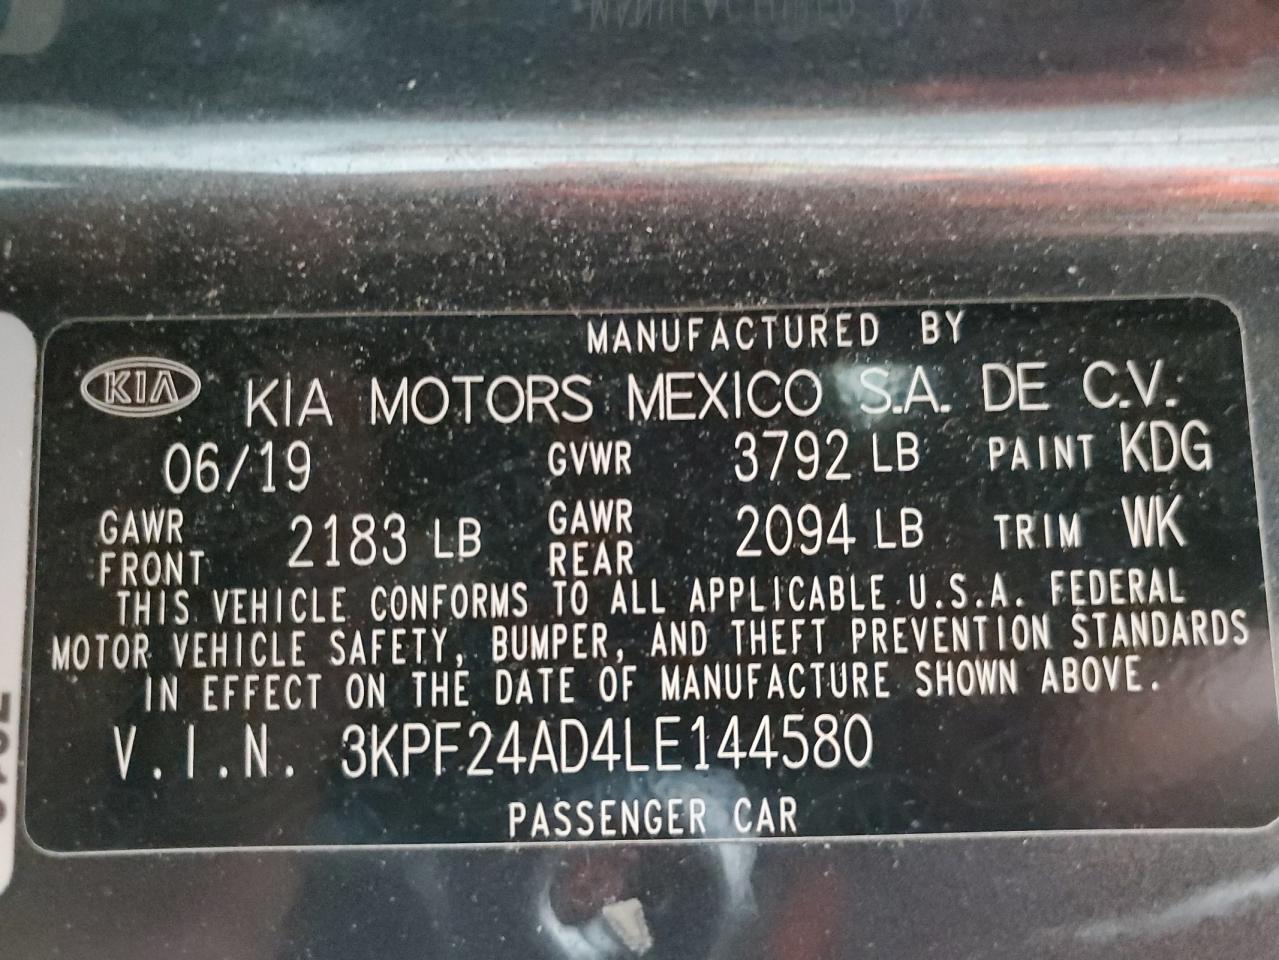 MANUFACTURED BY
KIA KIA MOTORS MEXICO S.A. DE C.V.
06/19 GVWR 3792 LB PAINT KDG
GAWR FRONT 2183 LB GAWR REAR 2094 LB TRIM WK
THIS VEHICLE CONFORMS TO ALL APPLICABLE U.S.A. FEDERAL
MOTOR VEHICLE SAFETY, BUMPER, AND THEFT PREVENTION STANDARDS
IN EFFECT ON THE DATE OF MANUFACTURE SHOWN ABOVE.
V.I.N. 3KPF24AD4LE144580
PASSENGER CAR